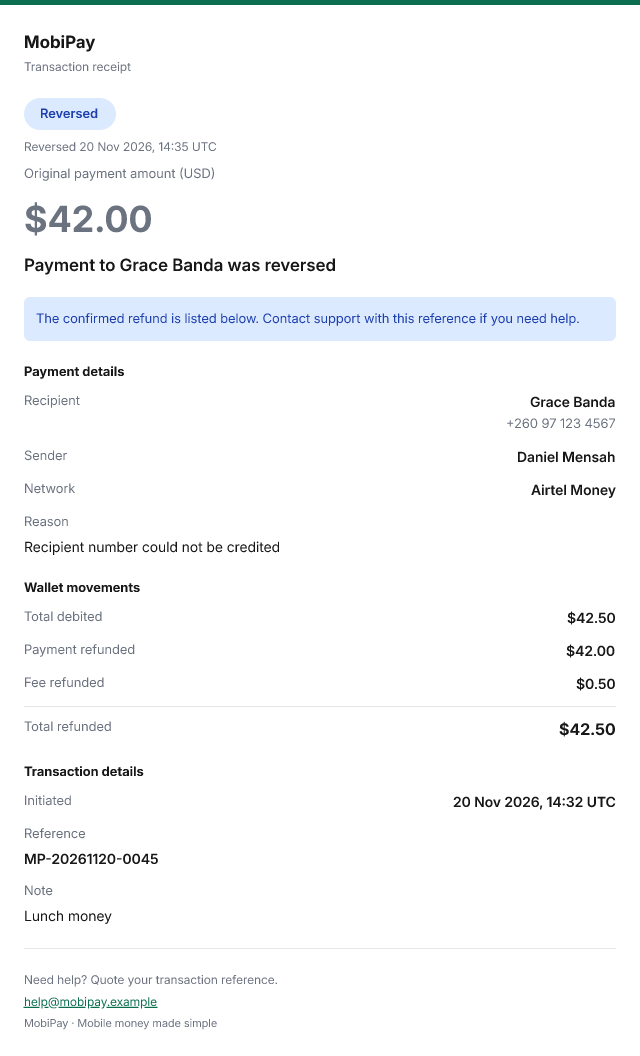 MobiPay
Transaction receipt
Reversed
Reversed 20 Nov 2026, 14:35 UTC
Original payment amount (USD)
$42.00
Payment to Grace Banda was reversed
The confirmed refund is listed below. Contact support with this reference if you need help.
Payment details
Recipient Grace Banda
+260 97 123 4567
Sender Daniel Mensah
Network Airtel Money
Reason
Recipient number could not be credited
Wallet movements
Total debited $42.50
Payment refunded $42.00
Fee refunded $0.50
Total refunded $42.50
Transaction details
Initiated 20 Nov 2026, 14:32 UTC
Reference
MP-20261120-0045
Note
Lunch money
Need help? Quote your transaction reference.
help@mobipay.example
MobiPay · Mobile money made simple